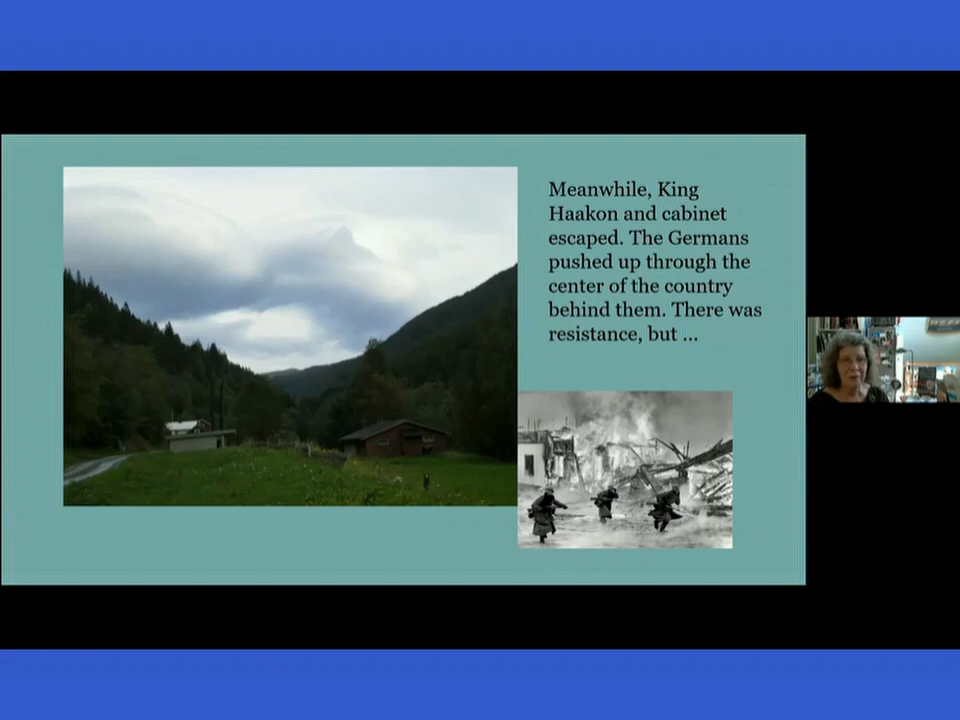 Meanwhile, King
Haakon and cabinet
escaped. The Germans
pushed up through the
center of the country
behind them. There was
resistance, but ...